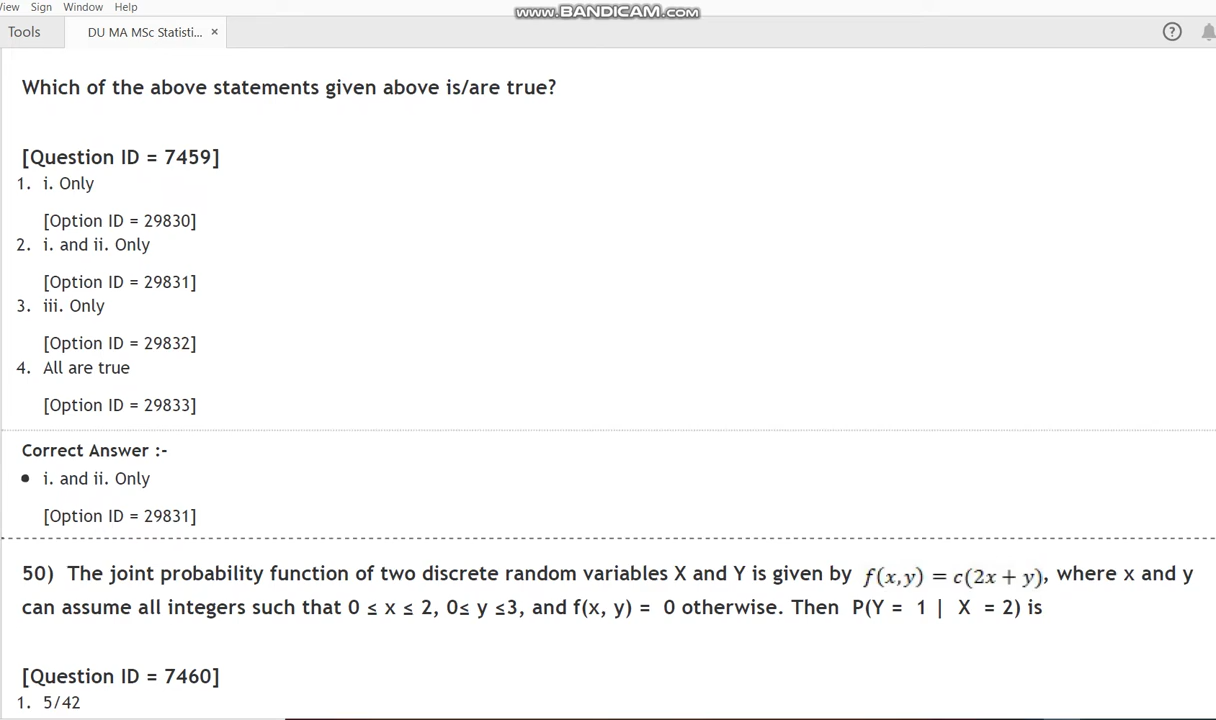 View Sign Window Help
www.BANDICAM.com
Tools DU MA MSc Statisti... ×
Which of the above statements given above is/are true?
[Question ID = 7459]
1. i. Only
[Option ID = 29830]
2. i. and ii. Only
[Option ID = 29831]
3. iii. Only
[Option ID = 29832]
4. All are true
[Option ID = 29833]
Correct Answer :-
• i. and ii. Only
[Option ID = 29831]
50) The joint probability function of two discrete random variables X and Y is given by f(x,y) = c(2x + y), where x and y
can assume all integers such that 0 ≤ x ≤ 2, 0≤ y ≤3, and f(x, y) = 0 otherwise. Then P(Y = 1 | X = 2) is
[Question ID = 7460]
1. 5/42